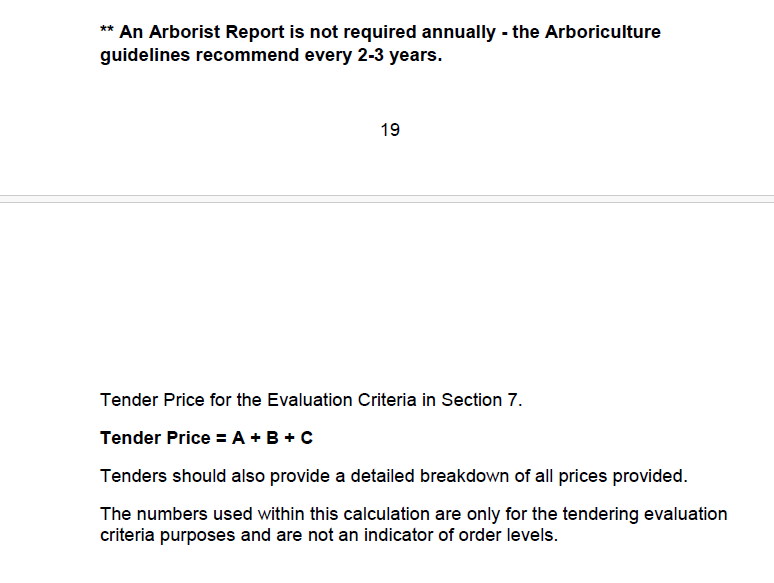 ** An Arborist Report is not required annually - the Arboriculture
guidelines recommend every 2-3 years.
19
Tender Price for the Evaluation Criteria in Section 7.
Tender Price = A + B + C
Tenders should also provide a detailed breakdown of all prices provided.
The numbers used within this calculation are only for the tendering evaluation
criteria purposes and are not an indicator of order levels.